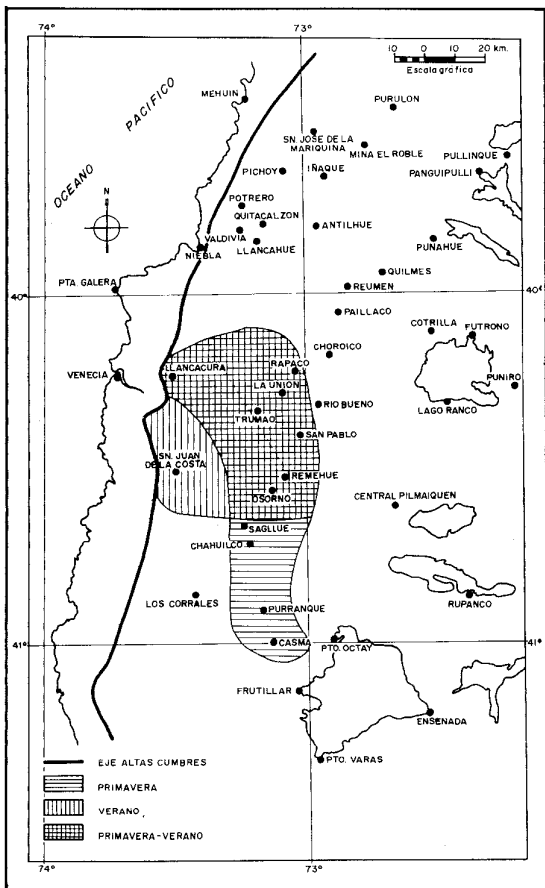 74°
73°
40°
40°
10 0 10 20 km.
Escala gráfica
OCEANO PACIFICO
N
MEHUIN
PURULON
SN. JOSE DE LA
MARIQUINA
MINA EL ROBLE
PULLINQUE
PICHOY
IÑAQUE
PANGUIPULLI
POTRERO
QUITACALZON
ANTILHUE
VALDIVIA
LLANCAHUE
PUÑAHUE
NIEBLA
QUILMES
PTA. GALERA
REUMEN
40°
40°
PAILLACO
COTRILLA
FUTRONO
CHOROICO
VENECIA
LLANCACURA
RAPACO
LA UNION
PUNIRO
TRUMAO
RIO BUENO
LAGO RANCO
SAN PABLO
SN. JUAN
DE LA COSTA
REMEHUE
OSORNO
CENTRAL PILMAIQUEN
SAGLLUE
CHAHUILCO
LOS CORRALES
PURRANQUE
RUPANCO
41°
CASMA
PTO. OCTAY
41°
FRUTILLAR
ENSENADA
PTO. VARAS
EJE ALTAS CUMBRES
PRIMAVERA
VERANO
PRIMAVERA-VERANO
74°
73°